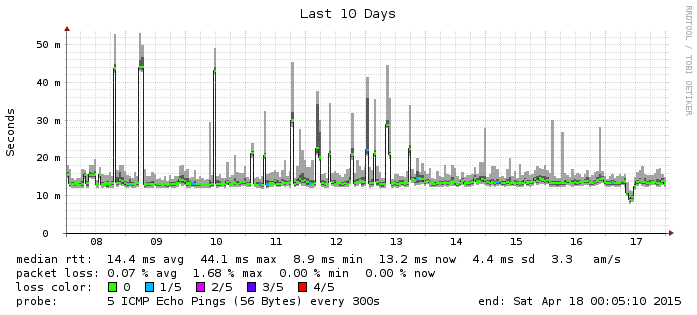 Last 10 Days
RRDTOOL / TOBI OETIKER
Seconds
50 m
40 m
30 m
20 m
10 m
0
08 09 10 11 12 13 14 15 16 17
median rtt: 14.4 ms avg 44.1 ms max 8.9 ms min 13.2 ms now 4.4 ms sd 3.3 am/s
packet loss: 0.07 % avg 1.68 % max 0.00 % min 0.00 % now
loss color: 0 1/5 2/5 3/5 4/5
probe: 5 ICMP Echo Pings (56 Bytes) every 300s end: Sat Apr 18 00:05:10 2015